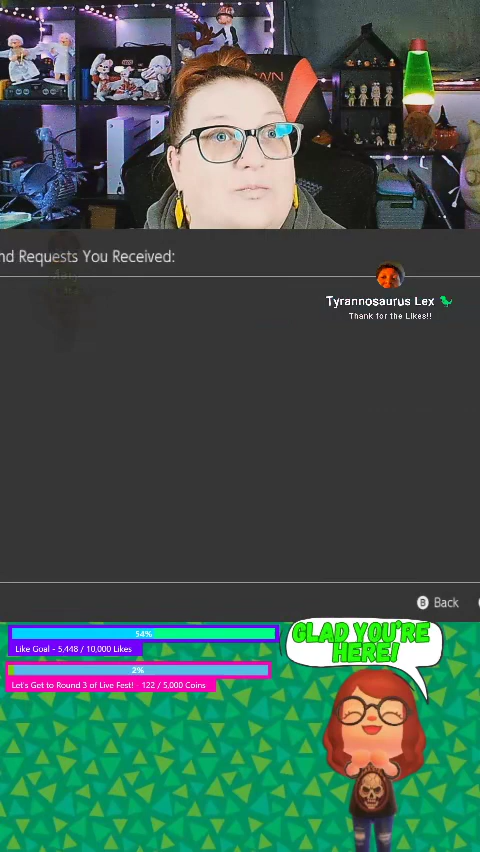 WN
nd Requests You Received:
Tyrannosaurus Lex
Thank for the Likes!!
B Back
54%
Like Goal - 5,448 / 10,000 Likes
2%
Let's Get to Round 3 of Live Fest! 122 / 5,000 Coins
GLAD YOU'RE
HERE!